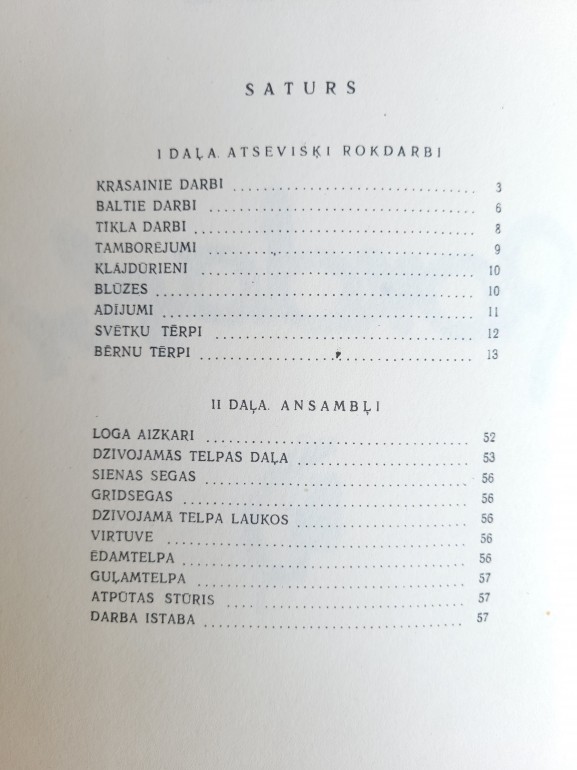 SATURS
I DAĻA. ATSEVIŠĶI ROKDARBI
KRĀSAINIE DARBI 3
BALTIE DARBI 6
TĪKLA DARBI 8
TAMBORĒJUMI 9
KLĀJDŪRIENI 10
BLŪZES 10
ADĪJUMI 11
SVĒTKU TĒRPI 12
BĒRNU TĒRPI 13
II DAĻA. ANSAMBĻI
LOGA AIZKARI 52
DZĪVOJAMĀS TELPAS DAĻA 53
SIENAS SEGAS 56
GRĪDSEGAS 56
DZĪVOJAMĀ TELPA LAUKOS 56
VIRTUVE 56
ĒDAMTELPA 56
GUĻAMTELPA 57
ATPŪTAS STŪRIS 57
DARBA ISTABA 57